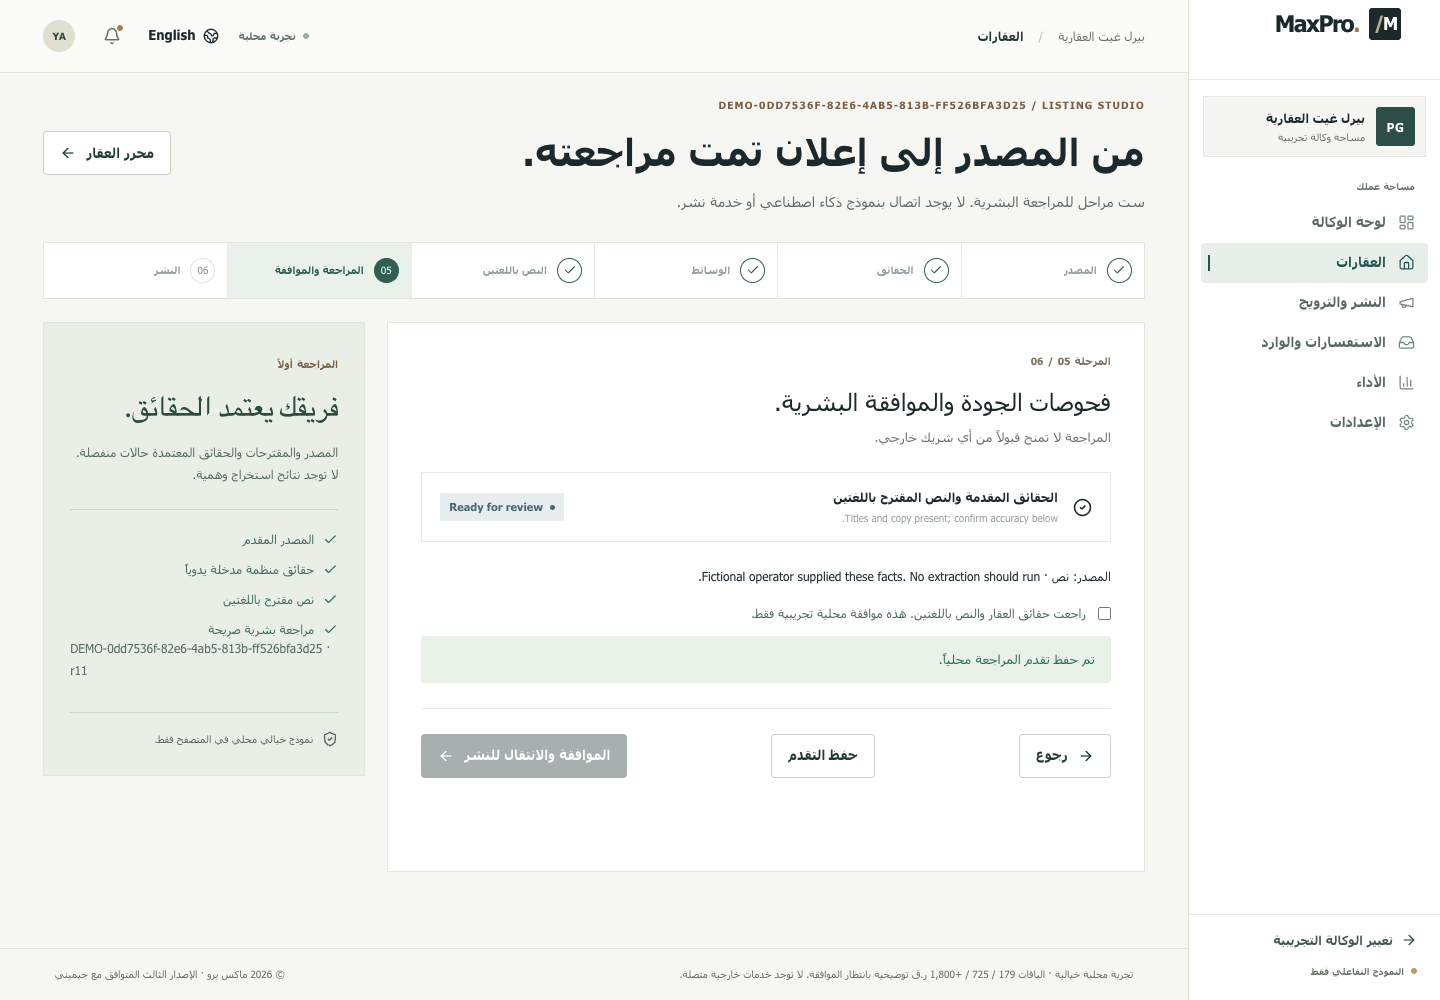 /M MaxPro.
PG بيرل غيت العقارية
مساحة وكالة تجريبية
مساحة عملك
لوحة الوكالة
العقارات
النشر والترويج
الاستفسارات والوارد
الأداء
الإعدادات
تغيير الوكالة التجريبية
النموذج التفاعلي فقط
بيرل غيت العقارية / العقارات
تجربة محلية
English
YA
DEMO-0DD7536F-82E6-4AB5-813B-FF526BFA3D25 / LISTING STUDIO
من المصدر إلى إعلان تمت مراجعته.
ست مراحل للمراجعة البشرية. لا يوجد اتصال بنموذج ذكاء اصطناعي أو خدمة نشر.
محرر العقار
المصدر
الحقائق
الوسائط
النص باللغتين
05 المراجعة والموافقة
06 النشر
المرحلة 05 / 06
فحوصات الجودة والموافقة البشرية.
المراجعة لا تمنح قبولاً من أي شريك خارجي.
الحقائق المقدمة والنص المقترح باللغتين
Titles and copy present; confirm accuracy below.
Ready for review
المصدر: نص · Fictional operator supplied these facts. No extraction should run.
راجعت حقائق العقار والنص باللغتين. هذه موافقة محلية تجريبية فقط.
تم حفظ تقدم المراجعة محلياً.
رجوع
حفظ التقدم
الموافقة والانتقال للنشر
المراجعة أولاً
فريقك يعتمد الحقائق.
المصدر والمقترحات والحقائق المعتمدة حالات منفصلة.
لا توجد نتائج استخراج وهمية.
المصدر المقدم
حقائق منظمة مدخلة يدوياً
نص مقترح باللغتين
مراجعة بشرية صريحة
DEMO-0dd7536f-82e6-4ab5-813b-ff526bfa3d25 ·
r11
نموذج خيالي محلي في المتصفح فقط.
تجربة محلية خيالية · الباقات 179 / 725 / +1,800 ر.ق توضيحية بانتظار الموافقة. لا توجد خدمات خارجية متصلة.
© 2026 ماكس برو · الإصدار الثالث المتوافق مع جيميني